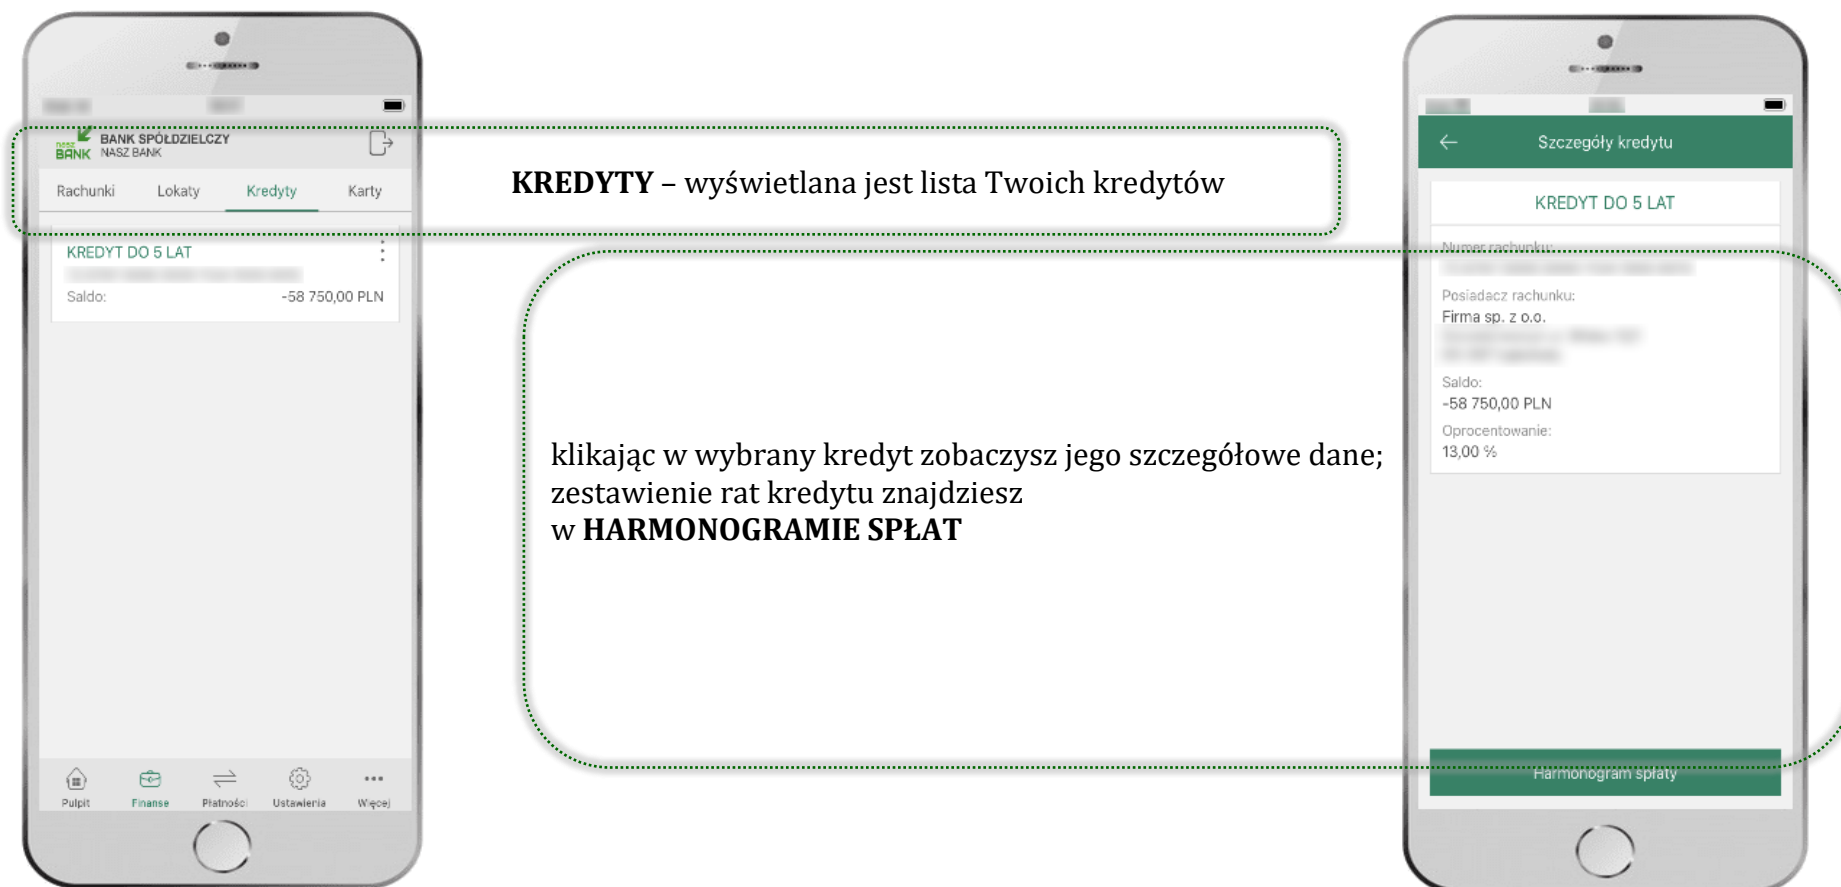 nasz
BANK
BANK SPÓŁDZIELCZY
NASZ BANK
Rachunki Lokaty Kredyty Karty
KREDYT DO 5 LAT
Saldo: -58 750,00 PLN
Pulpit Finanse Płatności Ustawienia Więcej
KREDYTY – wyświetlana jest lista Twoich kredytów
klikając w wybrany kredyt zobaczysz jego szczegółowe dane;
zestawienie rat kredytu znajdziesz
w HARMONOGRAMIE SPŁAT
Szczegóły kredytu
KREDYT DO 5 LAT
Numer rachunku:
Posiadacz rachunku:
Firma sp. z o.o.
Saldo:
-58 750,00 PLN
Oprocentowanie:
13,00 %
Harmonogram spłaty